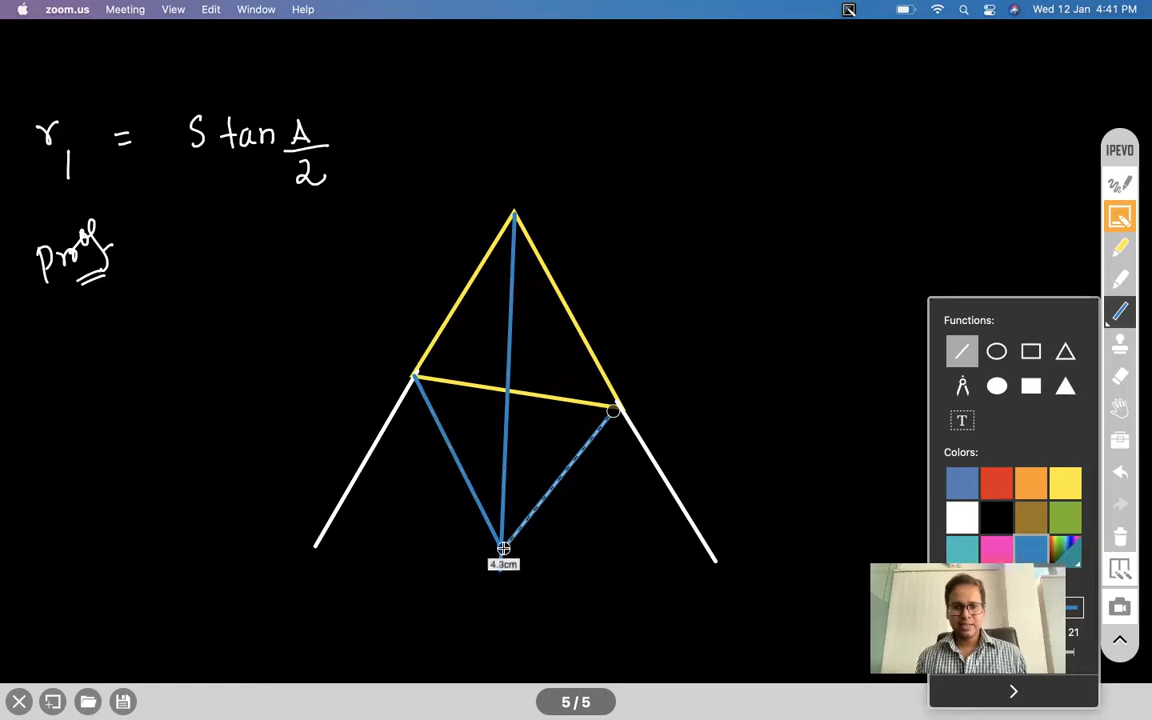 zoom.us Meeting View Edit Window Help Wed 12 Jan 4:41 PM
r₁ = S tan A/2
Proof
IPEVO
Functions:
T
Colors:
4.3cm
21
5 / 5